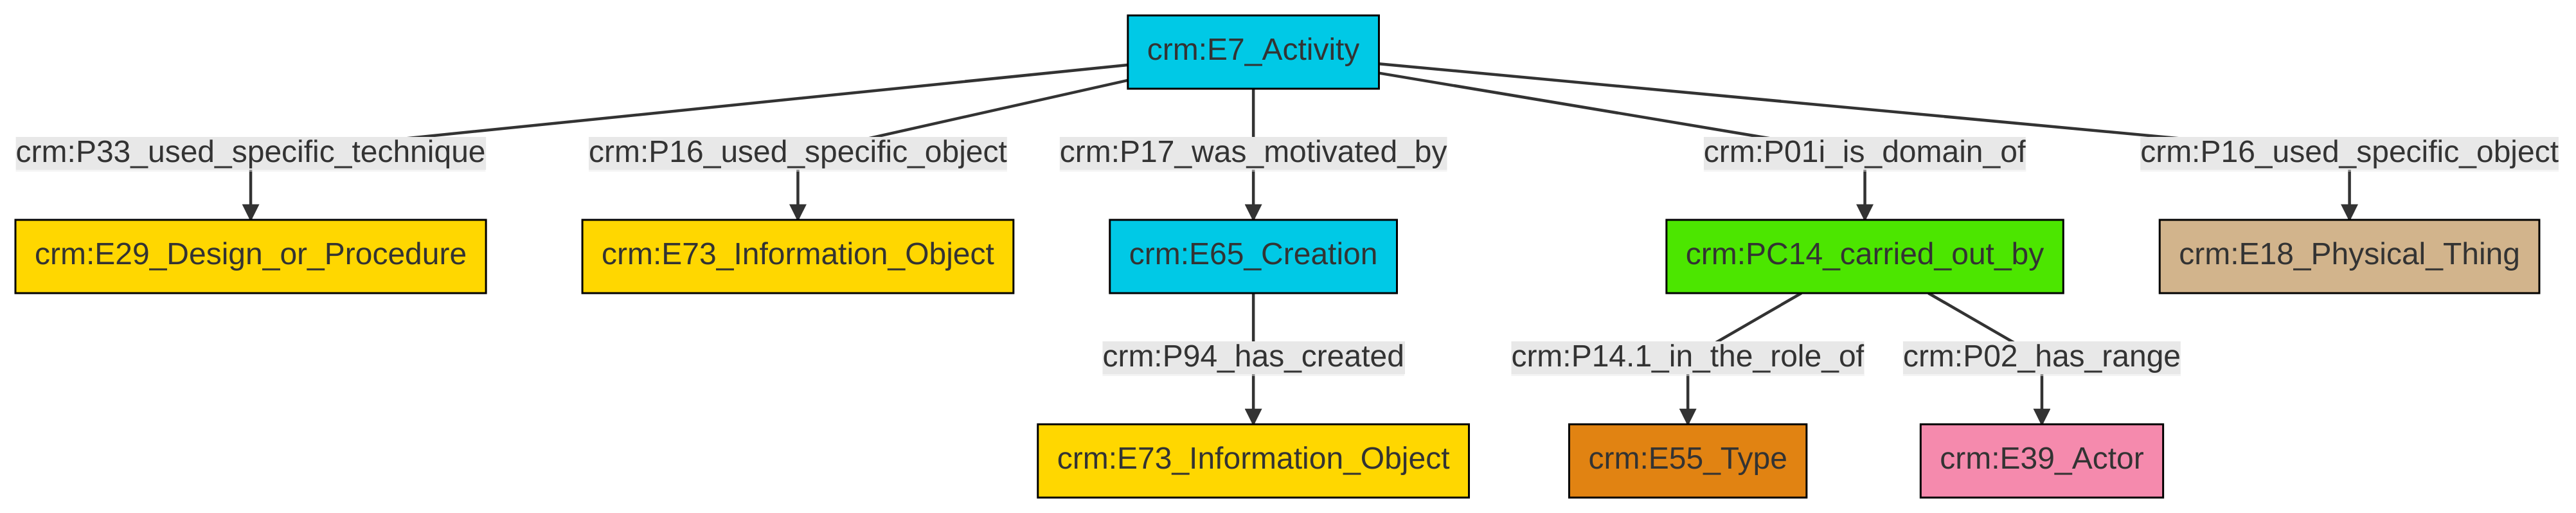 crm:E7_Activity
crm:P33_used_specific_technique
crm:P16_used_specific_object
crm:P17_was_motivated_by
crm:P01i_is_domain_of
crm:P16_used_specific_object
crm:E29_Design_or_Procedure
crm:E73_Information_Object
crm:E65_Creation
crm:PC14_carried_out_by
crm:E18_Physical_Thing
crm:P94_has_created
crm:P14.1_in_the_role_of
crm:P02_has_range
crm:E73_Information_Object
crm:E55_Type
crm:E39_Actor